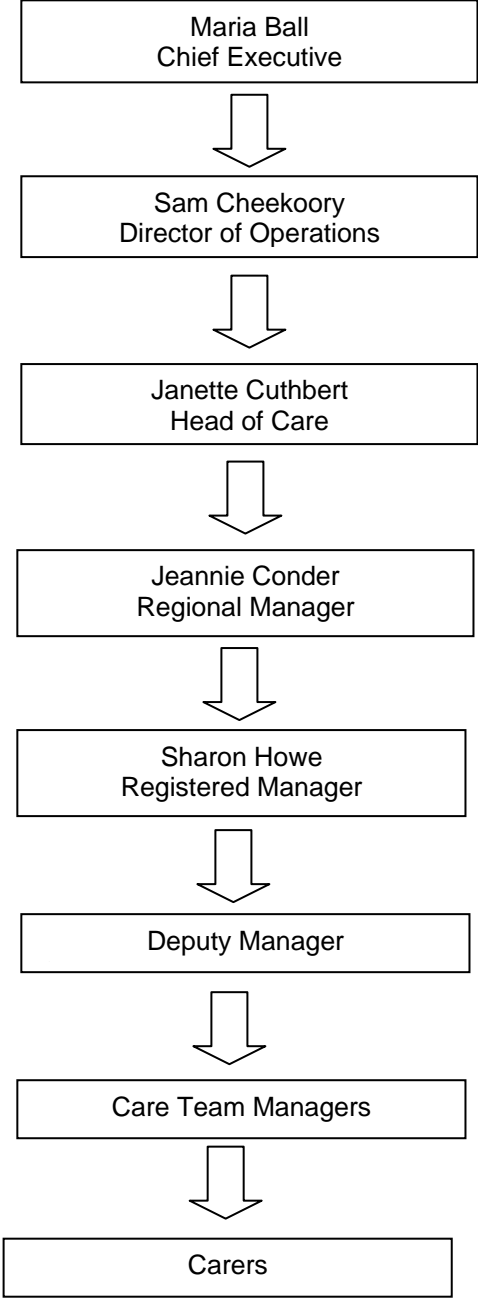 Maria Ball
Chief Executive
Sam Cheekoory
Director of Operations
Janette Cuthbert
Head of Care
Jeannie Conder
Regional Manager
Sharon Howe
Registered Manager
Deputy Manager
Care Team Managers
Carers